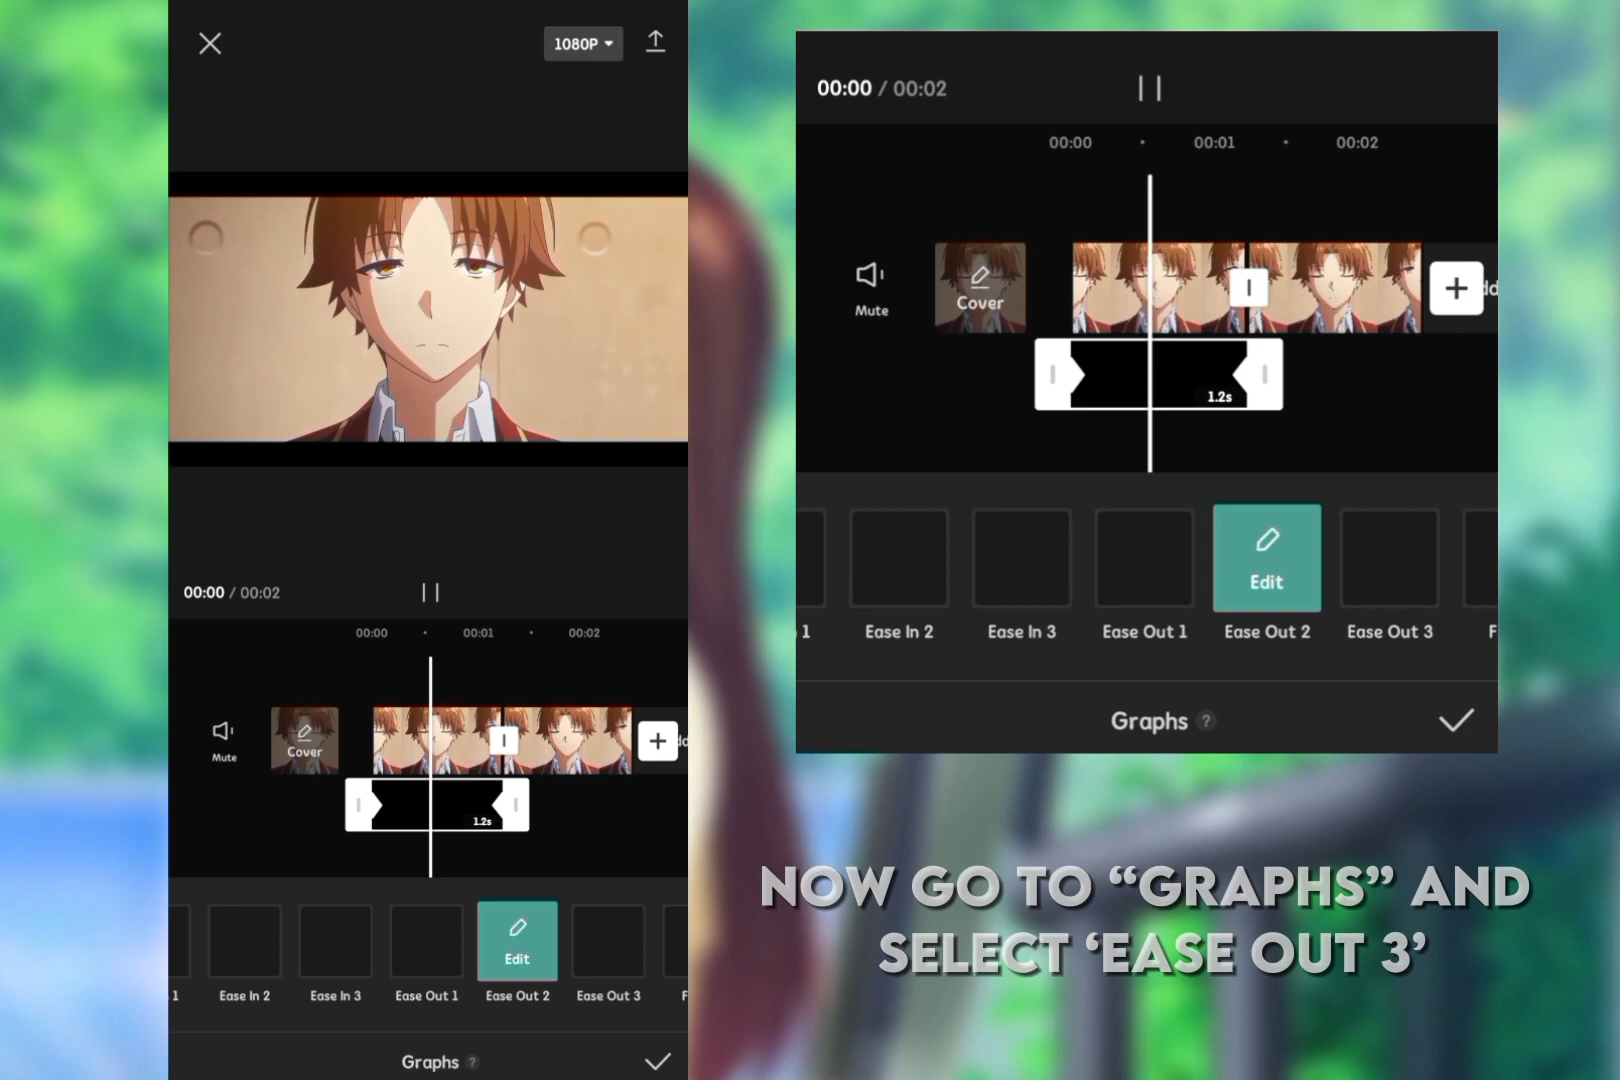 1080P
00:00 / 00:02
00:00 00:01 00:02
Mute
Cover
1.2s
Edit
1 Ease In 2 Ease In 3 Ease Out 1 Ease Out 2 Ease Out 3 F
Graphs ?
00:00 / 00:02
00:00 00:01 00:02
Mute
Cover
dd
1.2s
Edit
1 Ease In 2 Ease In 3 Ease Out 1 Ease Out 2 Ease Out 3 F
Graphs ?
NOW GO TO “GRAPHS” AND
SELECT ‘EASE OUT 3’